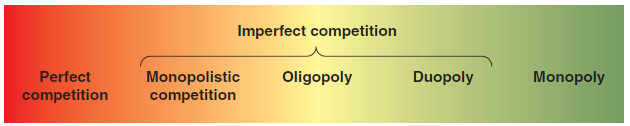 Imperfect competition
Perfect
competition
Monopolistic
competition
Oligopoly
Duopoly
Monopoly